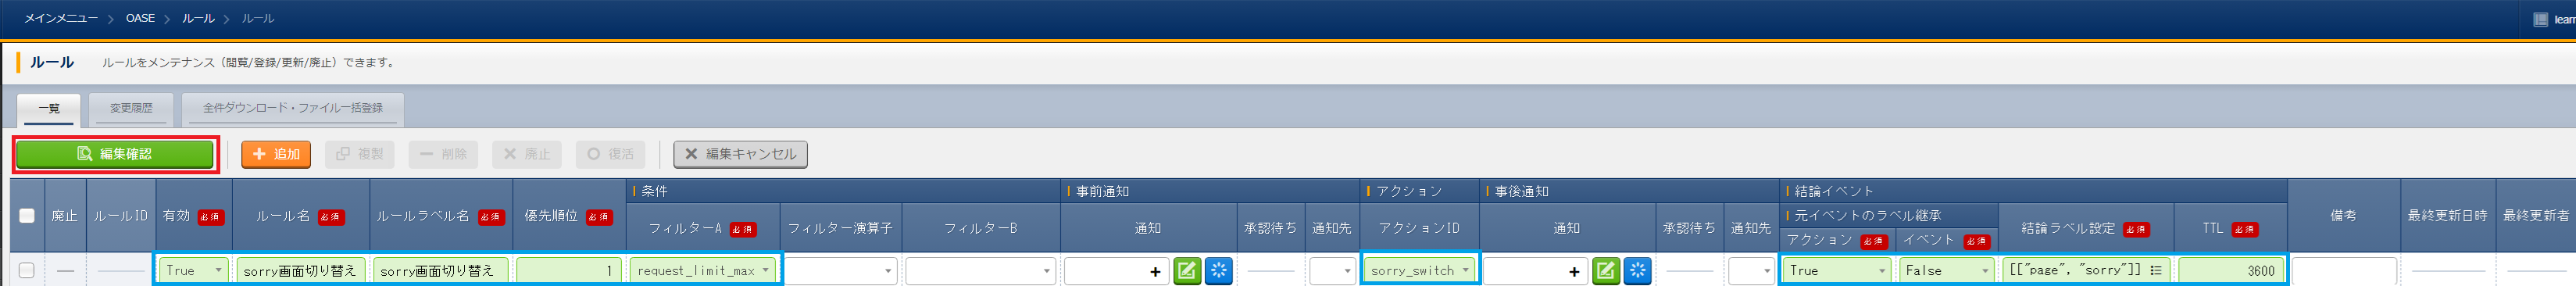 メインメニュー > OASE > ルール > ルール
ルール ルールをメンテナンス（閲覧/登録/更新/廃止）できます。
一覧 変更履歴 全件ダウンロード・ファイル一括登録
編集確認 追加 複製 削除 廃止 復活 編集キャンセル
条件 事前通知 アクション 事後通知 結論イベント
廃止 ルールID 有効 必須 ルール名 必須 ルールラベル名 必須 優先順位 必須 元イベントのラベル継承 備考 最終更新日時 最終更新者
フィルターA 必須 フィルター演算子 フィルターB 通知 承認待ち 通知先 アクションID 通知 承認待ち 通知先 結論ラベル設定 必須 TTL 必須
アクション 必須 イベント 必須
True sorry画面切り替え sorry画面切り替え 1 request_limit_max sorry_switch True False [["page", "sorry"]] 3600